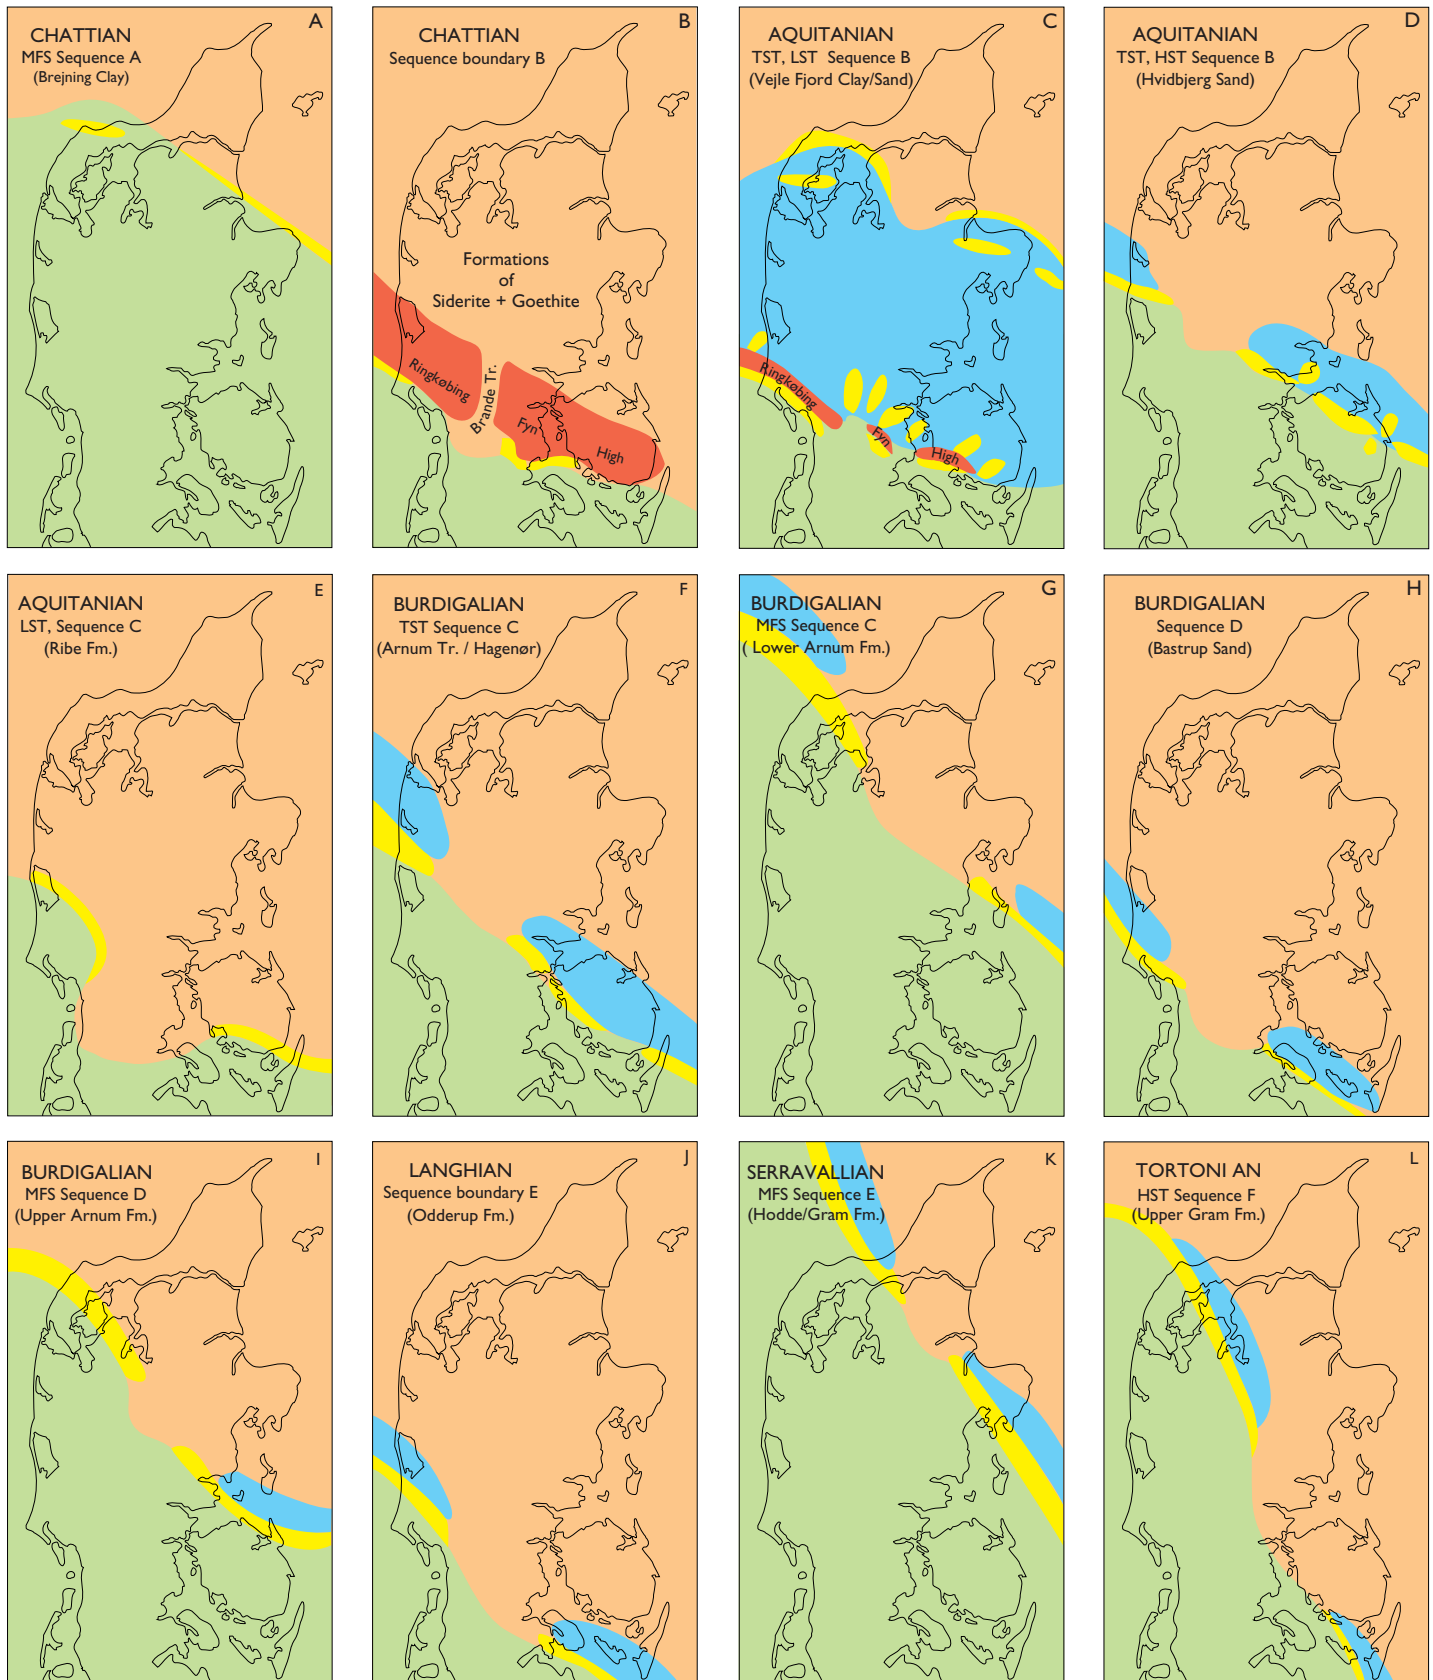 A
CHATTIAN
MFS Sequence A
(Brejning Clay)
B
CHATTIAN
Sequence boundary B
Formations
of
Siderite + Goethite
Ringkøbing
Brande Tr.
Fyn
High
C
AQUITANIAN
TST, LST Sequence B
(Vejle Fjord Clay/Sand)
Ringkøbing
Fyn
High
D
AQUITANIAN
TST, HST Sequence B
(Hvidbjerg Sand)
E
AQUITANIAN
LST, Sequence C
(Ribe Fm.)
F
BURDIGALIAN
TST Sequence C
(Arnum Tr. / Hagenør)
G
BURDIGALIAN
MFS Sequence C
( Lower Arnum Fm.)
H
BURDIGALIAN
Sequence D
(Bastrup Sand)
I
BURDIGALIAN
MFS Sequence D
(Upper Arnum Fm.)
J
LANGHIAN
Sequence boundary E
(Odderup Fm.)
K
SERRAVALLIAN
MFS Sequence E
(Hodde/Gram Fm.)
L
TORTONI AN
HST Sequence F
(Upper Gram Fm.)